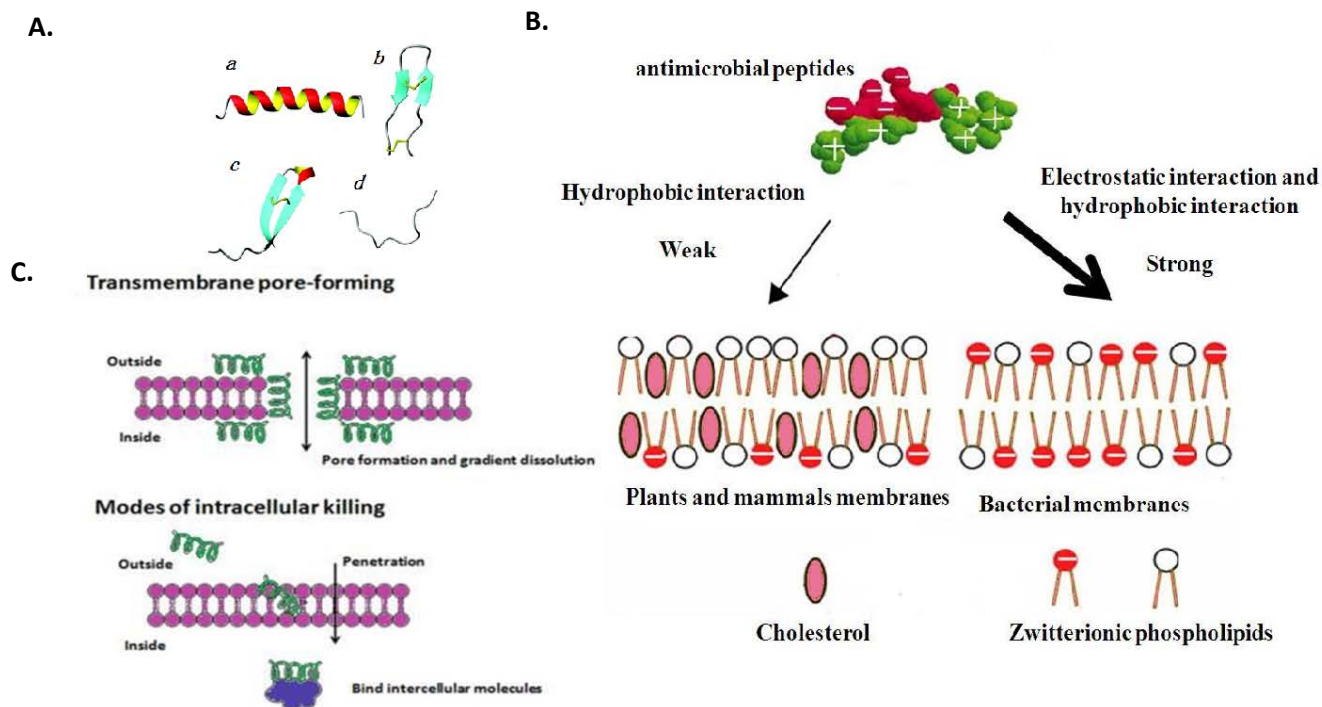 A.
a
b
c
d
B.
antimicrobial peptides
Hydrophobic interaction
Weak
Electrostatic interaction and
hydrophobic interaction
Strong
Plants and mammals membranes
Bacterial membranes
Cholesterol
Zwitterionic phospholipids
C.
Transmembrane pore-forming
Outside
Inside
Pore formation and gradient dissolution
Modes of intracellular killing
Outside
Penetration
Inside
Bind intercellular molecules